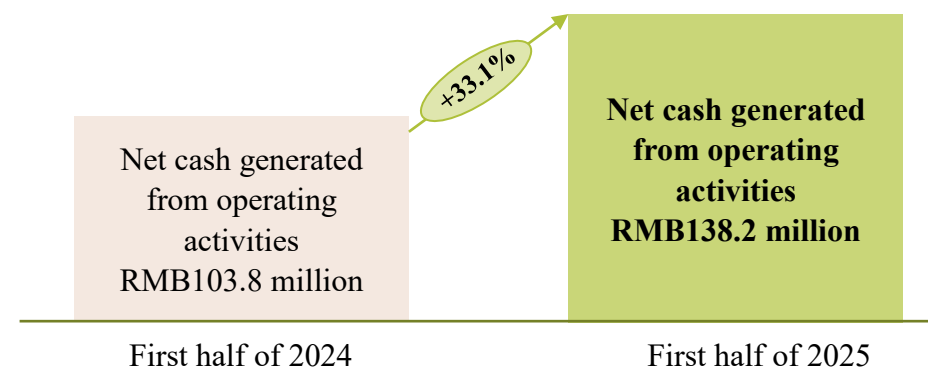 +33.1%
Net cash generated
from operating
activities
RMB103.8 million
Net cash generated
from operating
activities
RMB138.2 million
First half of 2024
First half of 2025